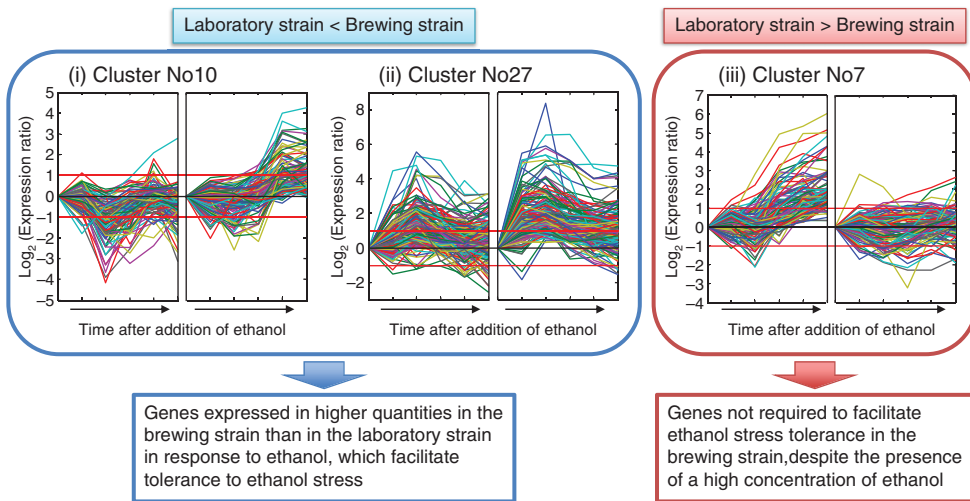 Laboratory strain < Brewing strain
Laboratory strain > Brewing strain
(i) Cluster No10
(ii) Cluster No27
(iii) Cluster No7
Log2 (Expression ratio)
5
4
3
2
1
0
−1
−2
−3
−4
−5
Log2 (Expression ratio)
8
6
4
2
0
−2
Log2 (Expression ratio)
7
6
5
4
3
2
1
0
−1
−2
−3
−4
Time after addition of ethanol
Time after addition of ethanol
Time after addition of ethanol
Genes expressed in higher quantities in the
brewing strain than in the laboratory strain
in response to ethanol, which facilitate
tolerance to ethanol stress
Genes not required to facilitate
ethanol stress tolerance in the
brewing strain,despite the presence
of a high concentration of ethanol